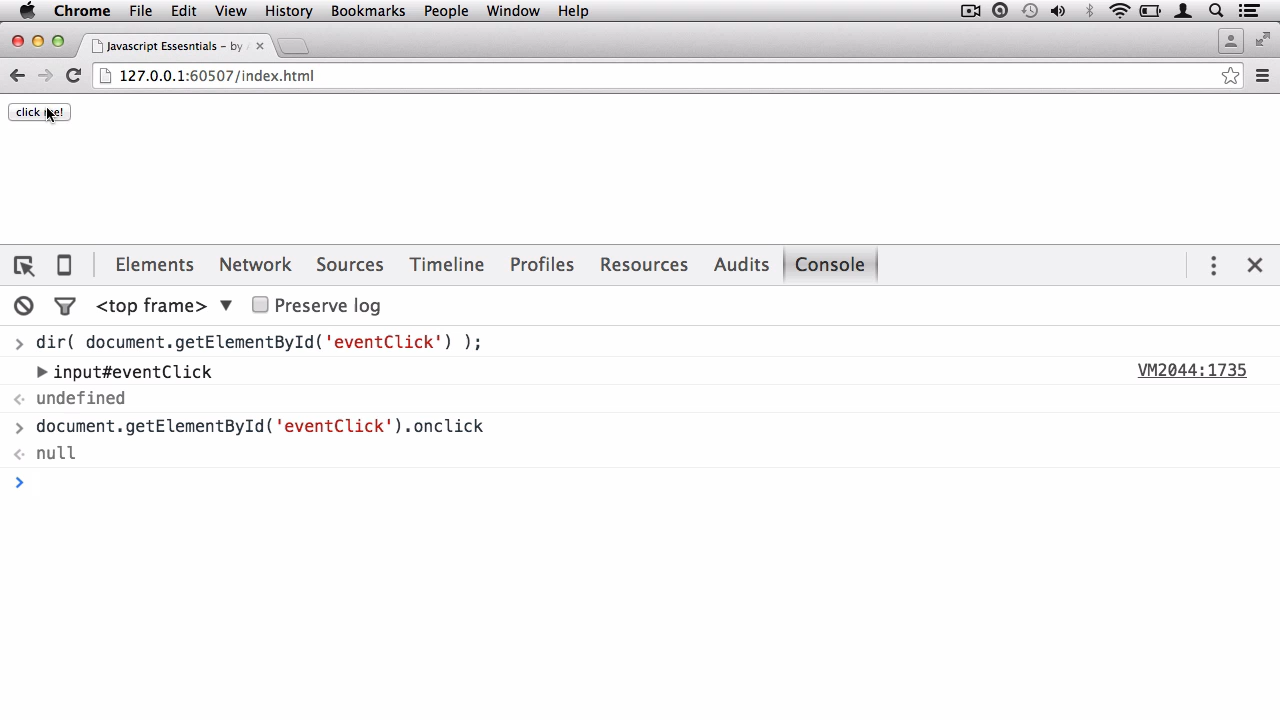 Chrome File Edit View History Bookmarks People Window Help
Javascript Essesntials – by
127.0.0.1:60507/index.html
click me!
Elements Network Sources Timeline Profiles Resources Audits Console
<top frame> ▼ Preserve log
> dir( document.getElementById('eventClick') );
▶ input#eventClick VM2044:1735
undefined
> document.getElementById('eventClick').onclick
null
>